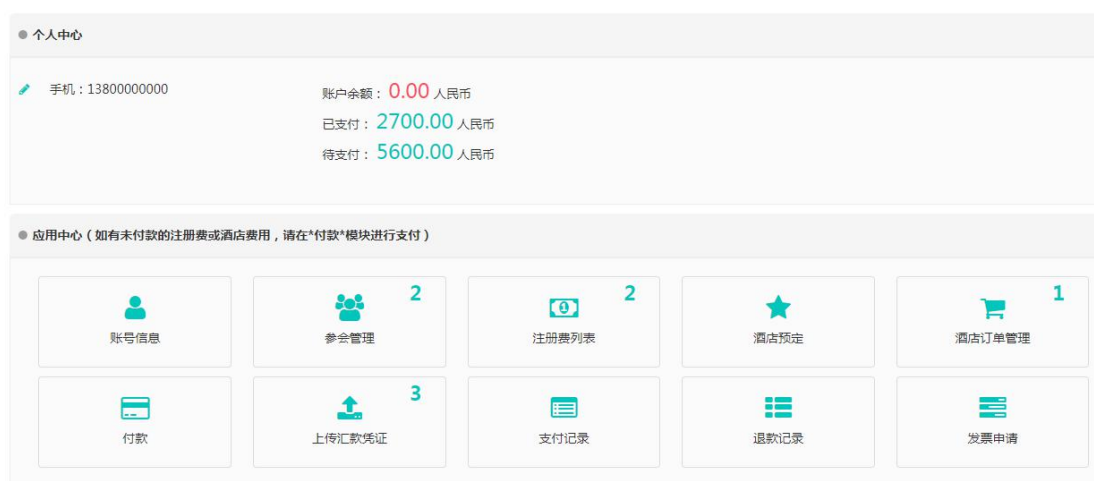 个人中心
手机：13800000000
账户余额：0.00 人民币
已支付：2700.00 人民币
待支付：5600.00 人民币
应用中心（如有未付款的注册费或酒店费用，请在*付款*模块进行支付）
账号信息
2
参会管理
2
注册费列表
酒店预定
1
酒店订单管理
付款
3
上传汇款凭证
支付记录
退款记录
发票申请